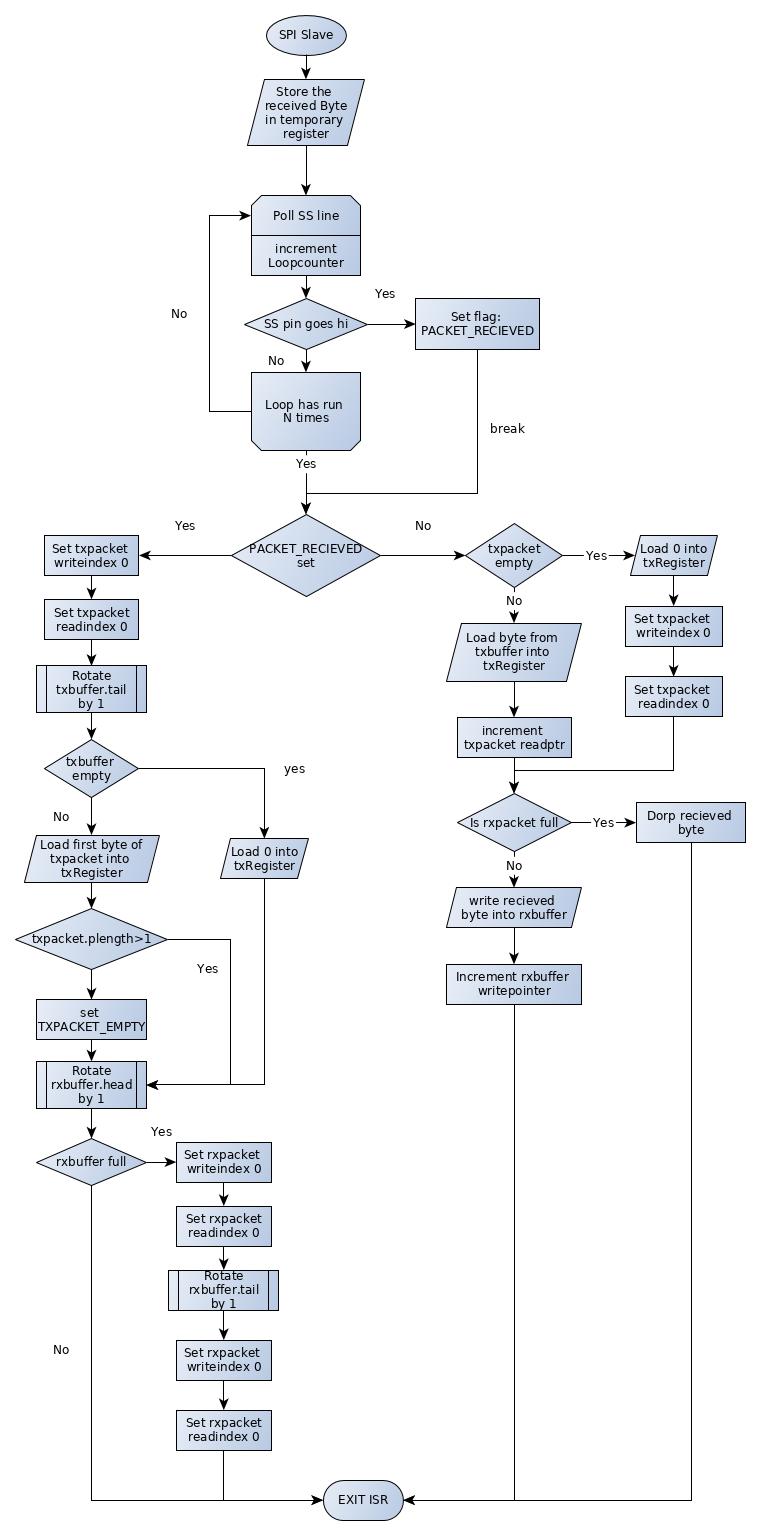 SPI Slave
Store the
received Byte
in temporary
register
Poll SS line
increment
Loopcounter
SS pin goes hi
Yes
Set flag:
PACKET_RECIEVED
No
No
Loop has run
N times
break
Yes
PACKET_RECIEVED
set
Yes
No
Set txpacket
writeindex 0
Set txpacket
readindex 0
Rotate
txbuffer.tail
by 1
txbuffer
empty
yes
No
Load first byte of
txpacket into
txRegister
Load 0 into
txRegister
txpacket.plength>1
Yes
set
TXPACKET_EMPTY
Rotate
rxbuffer.head
by 1
rxbuffer full
Yes
Set rxpacket
writeindex 0
Set rxpacket
readindex 0
Rotate
rxbuffer.tail
by 1
No
Set rxpacket
writeindex 0
Set rxpacket
readindex 0
txpacket
empty
Yes
Load 0 into
txRegister
No
Set txpacket
writeindex 0
Load byte from
txbuffer into
txRegister
Set txpacket
readindex 0
increment
txpacket readptr
Is rxpacket full
Yes
Dorp recieved
byte
No
write recieved
byte into rxbuffer
Increment rxbuffer
writepointer
EXIT ISR